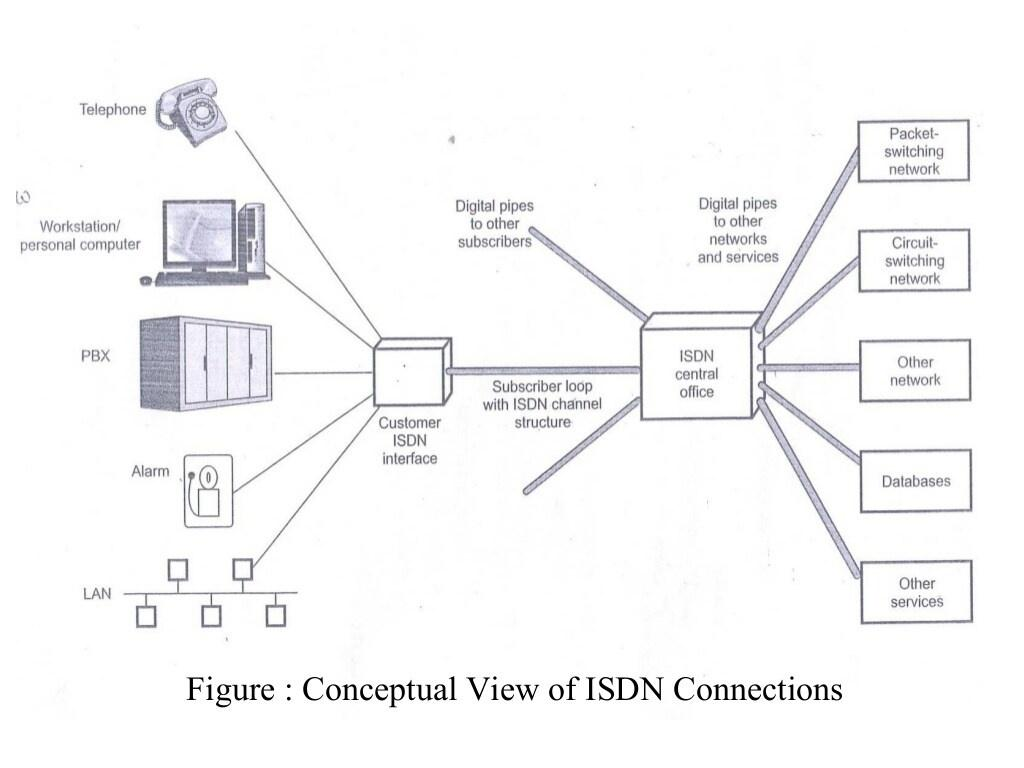 Telephone
Workstation/
personal computer
PBX
Alarm
LAN
Customer
ISDN
interface
Digital pipes
to other
subscribers
Subscriber loop
with ISDN channel
structure
Digital pipes
to other
networks
and services
ISDN
central
office
Packet-
switching
network
Circuit-
switching
network
Other
network
Databases
Other
services
Figure : Conceptual View of ISDN Connections